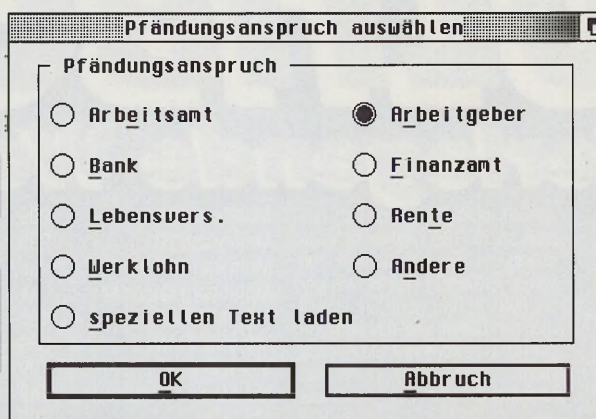 Pfändungsanspruch auswählen
Pfändungsanspruch
Arbeitsamt
Arbeitgeber
Bank
Finanzamt
Lebensvers.
Rente
Werklohn
Andere
speziellen Text laden
OK
Abbruch